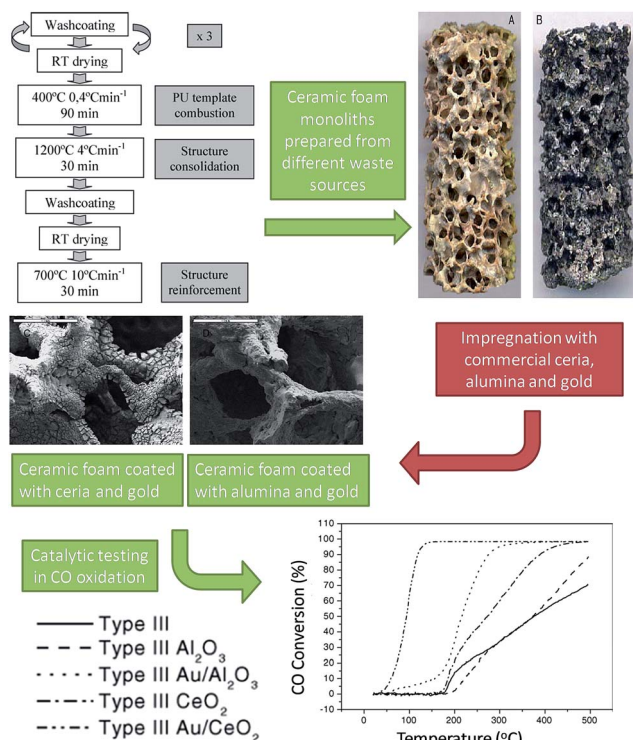 Washcoating
x 3
RT drying
400ºC 0,4ºCmin-1
90 min
PU template
combustion
1200ºC 4ºCmin-1
30 min
Structure
consolidation
Washcoating
RT drying
700ºC 10ºCmin-1
30 min
Structure
reinforcement
Ceramic foam
monoliths
prepared from
different waste
sources
A
B
Impregnation with
commercial ceria,
alumina and gold
C
D
Ceramic foam coated
with ceria and gold
Ceramic foam coated
with alumina and gold
Catalytic testing
in CO oxidation
Type III
Type III Al2O3
Type III Au/Al2O3
Type III CeO2
Type III Au/CeO2
CO Conversion (%)
110
100
90
80
70
60
50
40
30
20
10
0
-10
0 100 200 300 400 500
Temperature (ºC)